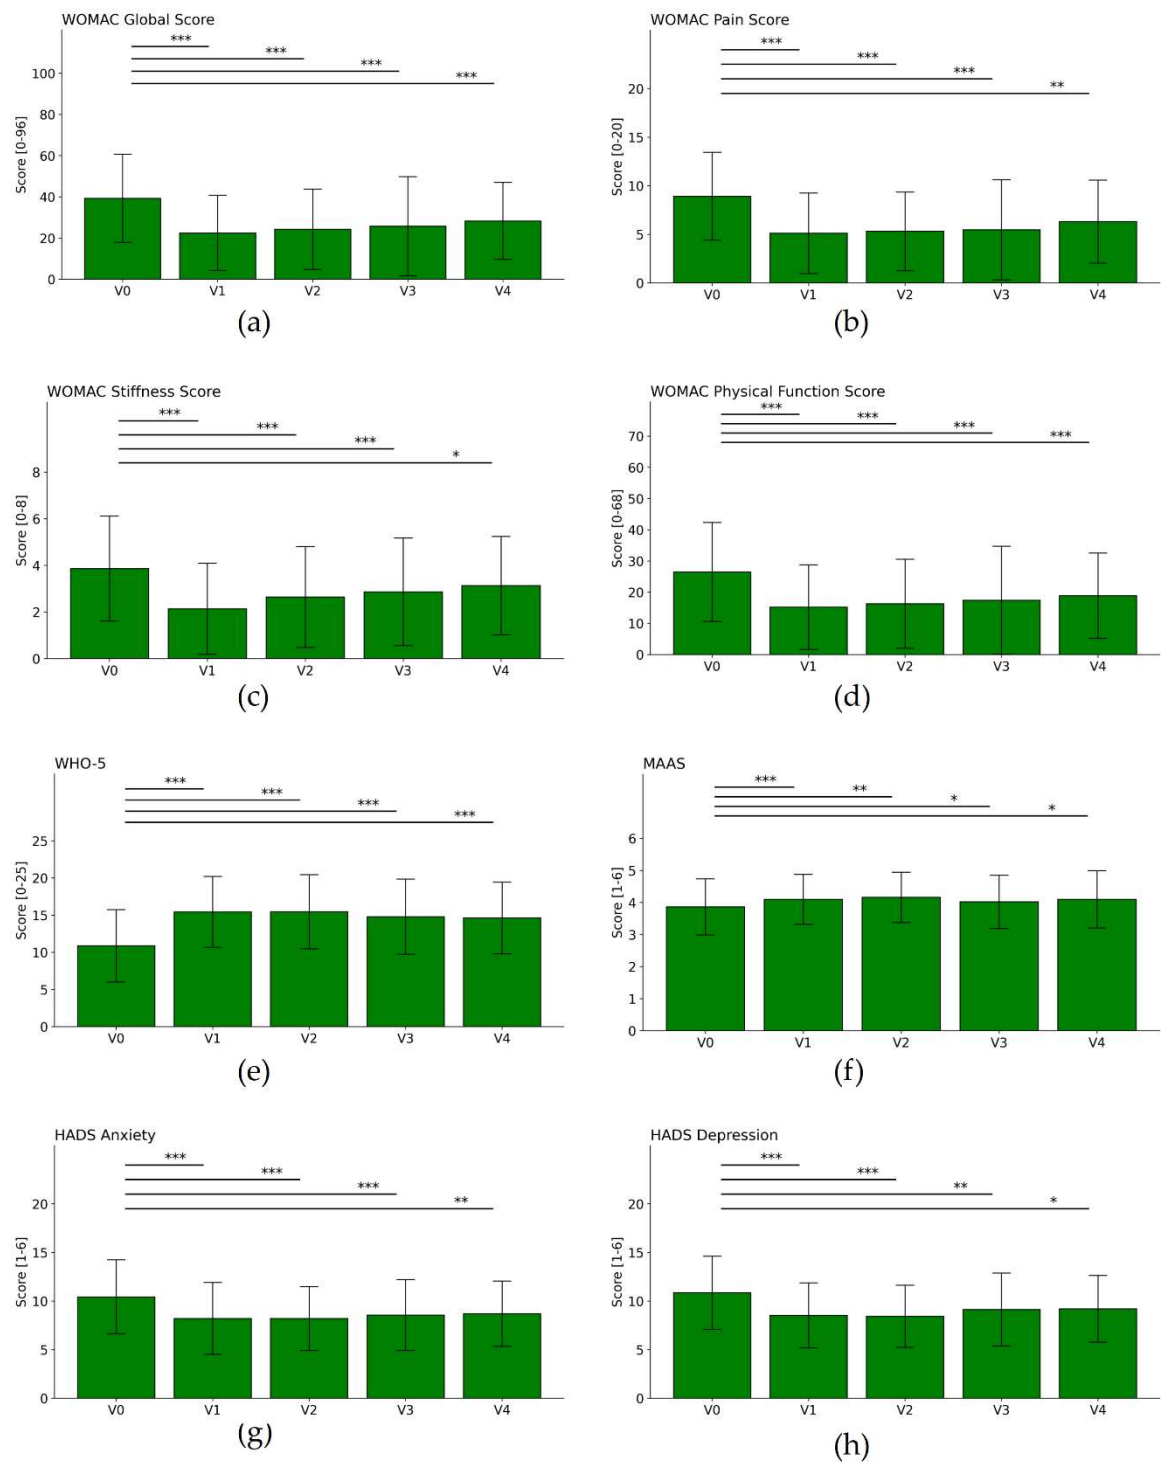 WOMAC Global Score
***
***
***
***
100
80
60
40
20
0
Score [0-96]
V0 V1 V2 V3 V4
(a)
WOMAC Pain Score
***
***
***
**
20
15
10
5
0
Score [0-20]
V0 V1 V2 V3 V4
(b)
WOMAC Stiffness Score
***
***
***
*
8
6
4
2
0
Score [0-8]
V0 V1 V2 V3 V4
(c)
WOMAC Physical Function Score
***
***
***
***
70
60
50
40
30
20
10
0
Score [0-68]
V0 V1 V2 V3 V4
(d)
WHO-5
***
***
***
***
25
20
15
10
5
0
Score [0-25]
V0 V1 V2 V3 V4
(e)
MAAS
***
**
*
*
6
5
4
3
2
1
0
Score [1-6]
V0 V1 V2 V3 V4
(f)
HADS Anxiety
***
***
***
**
20
15
10
5
0
Score [1-6]
V0 V1 V2 V3 V4
(g)
HADS Depression
***
***
**
*
20
15
10
5
0
Score [1-6]
V0 V1 V2 V3 V4
(h)